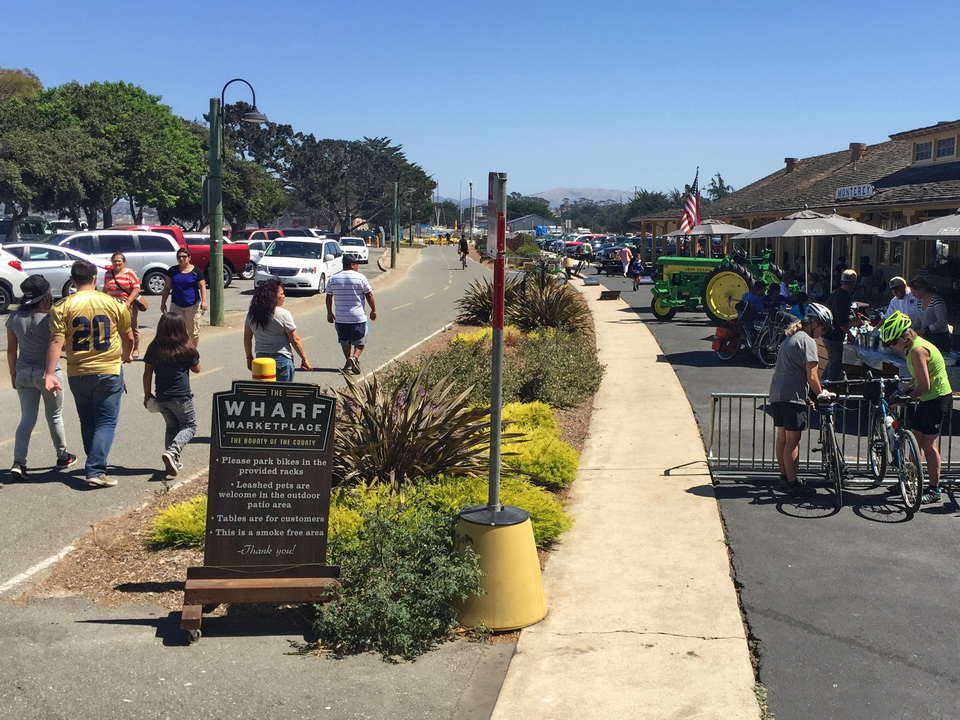 THE
WHARF
MARKETPLACE
THE BOUNTY OF THE COUNTY
• Please park bikes in the
provided racks
• Leashed pets are
welcome in the outdoor
patio area
• Tables are for customers
• This is a smoke free area
-Thank you!
20
MONTEREY